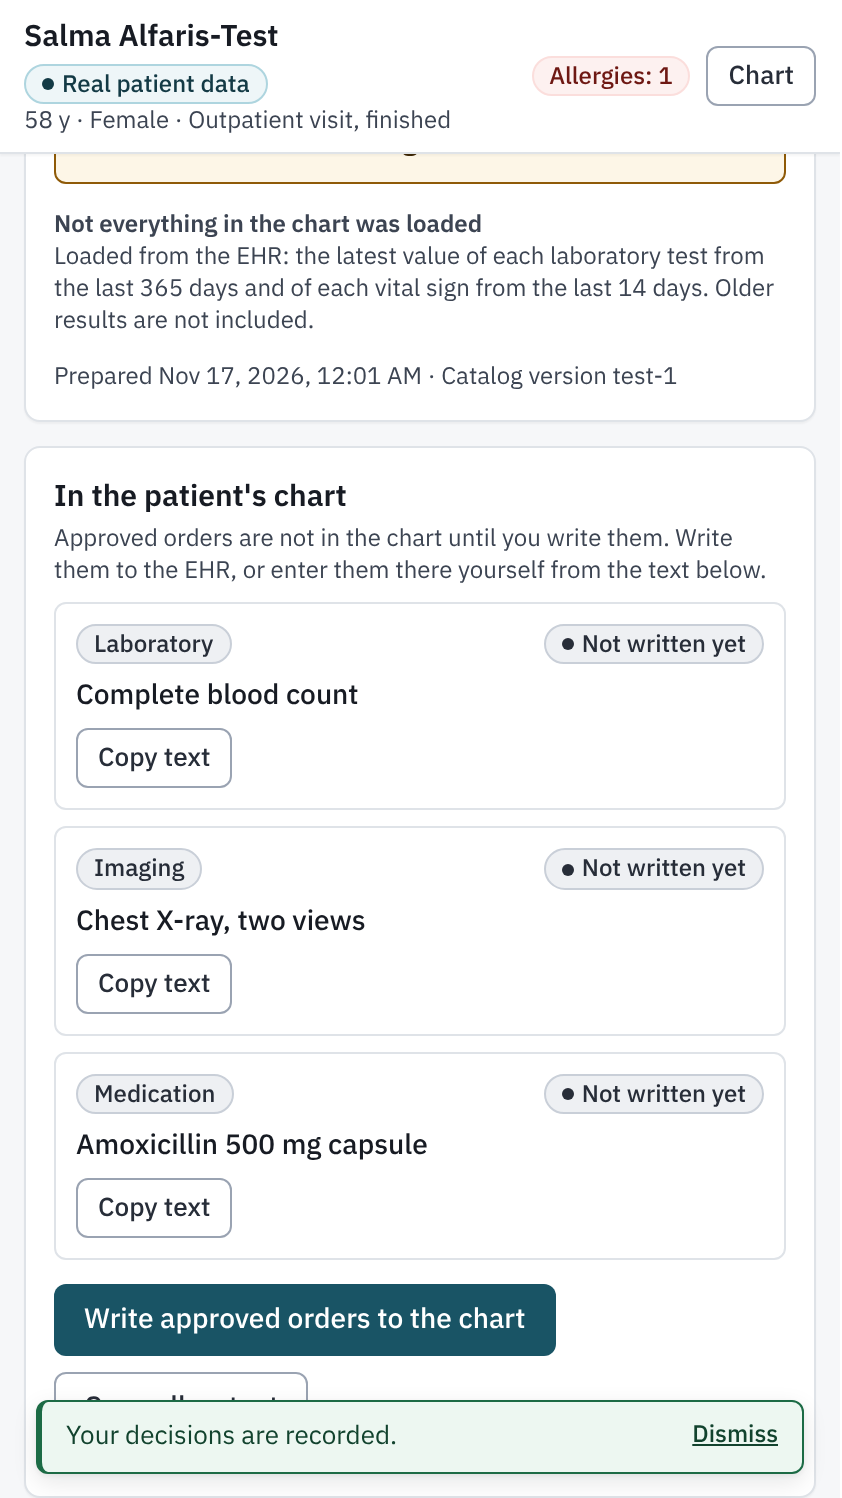 Salma Alfaris-Test
Real patient data
58 y · Female · Outpatient visit, finished
Allergies: 1
Chart
Not everything in the chart was loaded
Loaded from the EHR: the latest value of each laboratory test from
the last 365 days and of each vital sign from the last 14 days. Older
results are not included.
Prepared Nov 17, 2026, 12:01 AM · Catalog version test-1
In the patient's chart
Approved orders are not in the chart until you write them. Write
them to the EHR, or enter them there yourself from the text below.
Laboratory
Not written yet
Complete blood count
Copy text
Imaging
Not written yet
Chest X-ray, two views
Copy text
Medication
Not written yet
Amoxicillin 500 mg capsule
Copy text
Write approved orders to the chart
Your decisions are recorded.
Dismiss